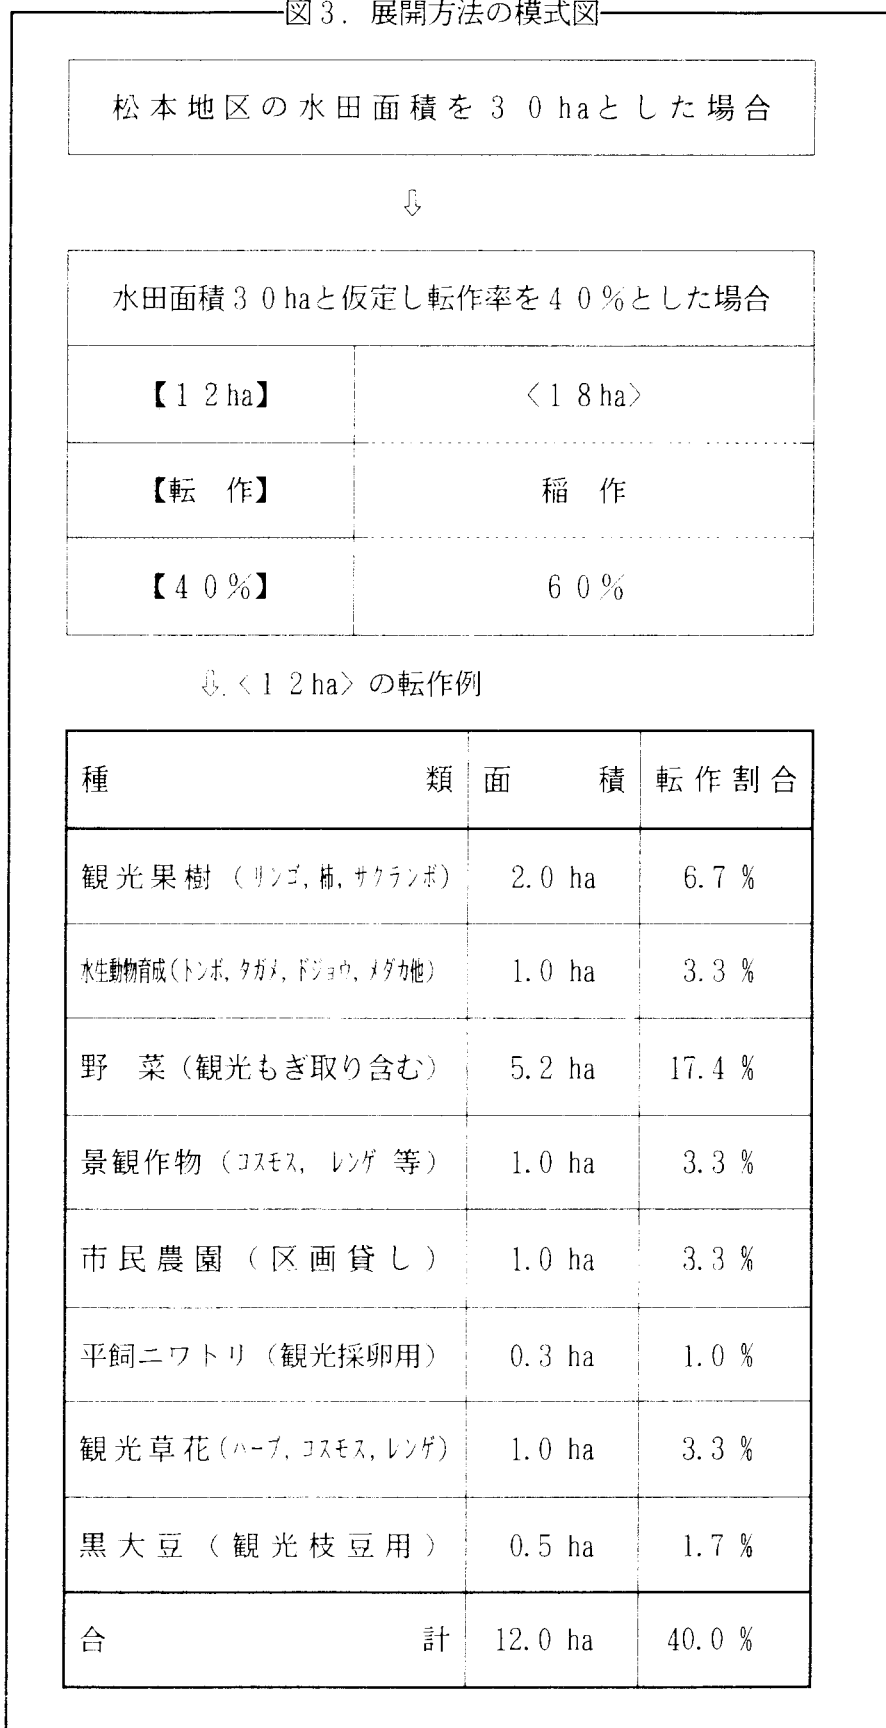 図3．展開方法の模式図
松本地区の水田面積を30haとした場合
⇩
水田面積30haと仮定し転作率を40%とした場合
【12ha】 〈18ha〉
【転　作】 稲　作
【40%】 60%
⇩.〈12ha〉の転作例
種　類 面　積 転作割合
観光果樹（リンゴ,柿,サクランボ） 2.0 ha 6.7 %
水生動物育成(トンボ,タガメ,ドジョウ,メダカ他) 1.0 ha 3.3 %
野　菜（観光もぎ取り含む） 5.2 ha 17.4 %
景観作物（コスモス, レンゲ 等） 1.0 ha 3.3 %
市民農園（区画貸し） 1.0 ha 3.3 %
平飼ニワトリ（観光採卵用） 0.3 ha 1.0 %
観光草花(ハーブ,コスモス,レンゲ) 1.0 ha 3.3 %
黒大豆（観光枝豆用） 0.5 ha 1.7 %
合　計 12.0 ha 40.0 %